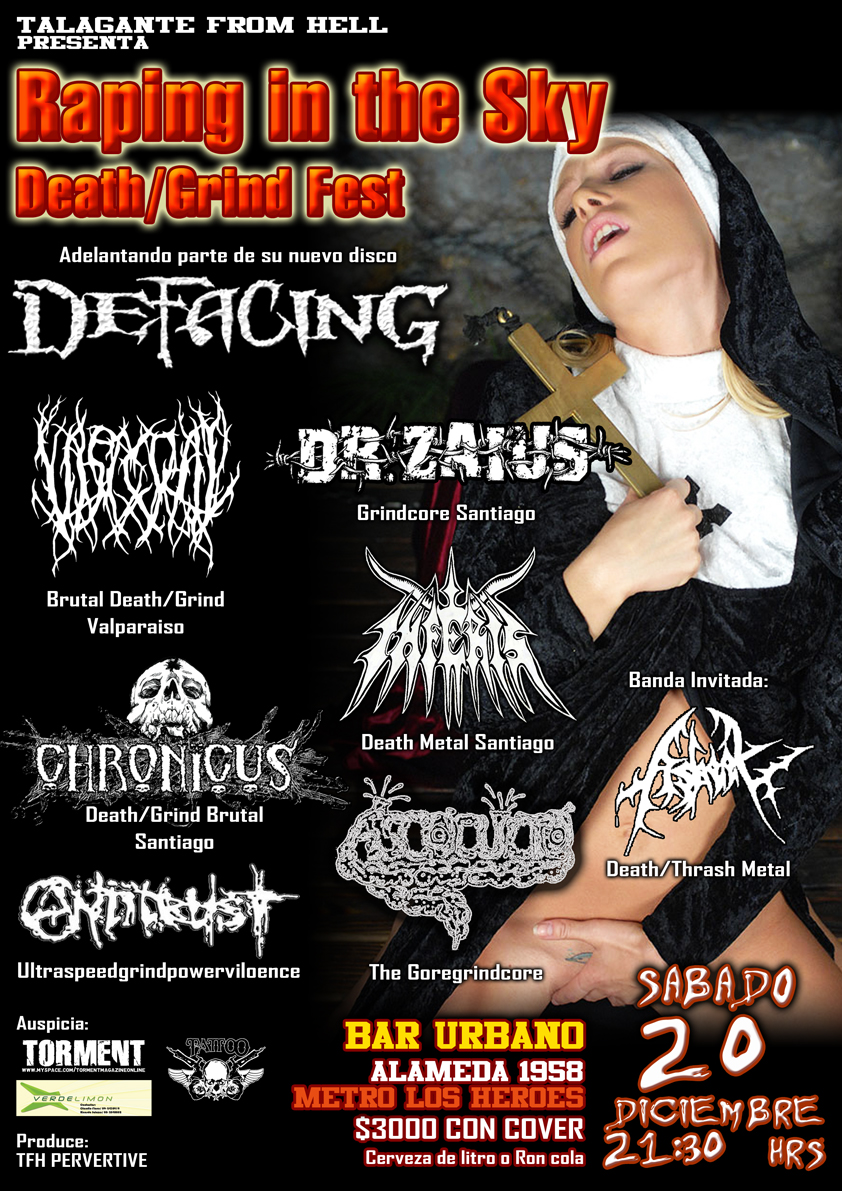 TALAGANTE FROM HELL
PRESENTA
Raping in the Sky
Death/Grind Fest
Adelantando parte de su nuevo disco
DEFACING
DR. ZAIUS
Grindcore Santiago
Brutal Death/Grind
Valparaiso
INFERIS
Death Metal Santiago
Banda Invitada:
CHRONICUS
Death/Grind Brutal
Santiago
Death/Thrash Metal
ANTITRUST
Ultraspeedgrindpowerviloence
The Goregrindcore
Auspicia:
TORMENT
WWW.MYSPACE.COM/TORMENTMAGAZINEONLINE
TATTOO
VERDELIMON
Produce:
TFH PERVERTIVE
BAR URBANO
ALAMEDA 1958
METRO LOS HEROES
$3000 CON COVER
Cerveza de litro o Ron cola
SABADO
20
DICIEMBRE
21:30 HRS